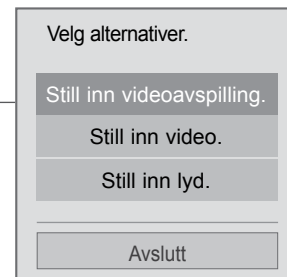 Velg alternativer.
Still inn videoavspilling.
Still inn video.
Still inn lyd.
Avslutt